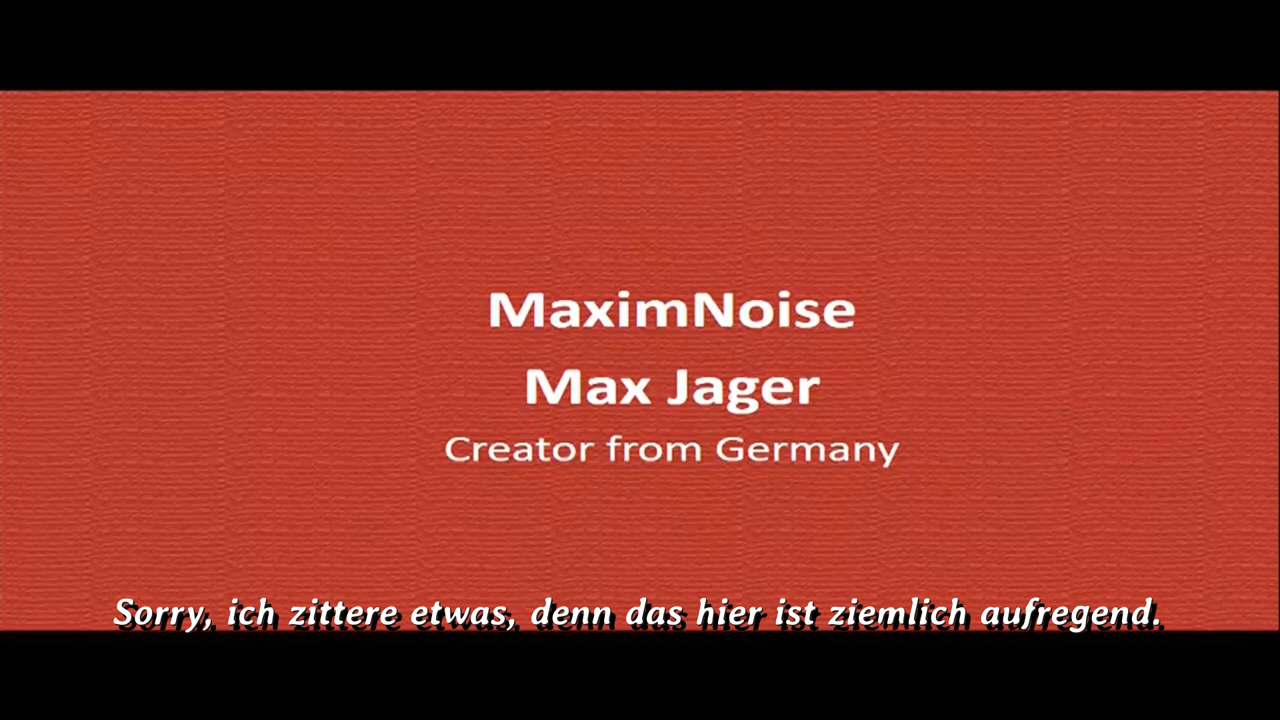 MaximNoise
Max Jager
Creator from Germany
Sorry, ich zittere etwas, denn das hier ist ziemlich aufregend.